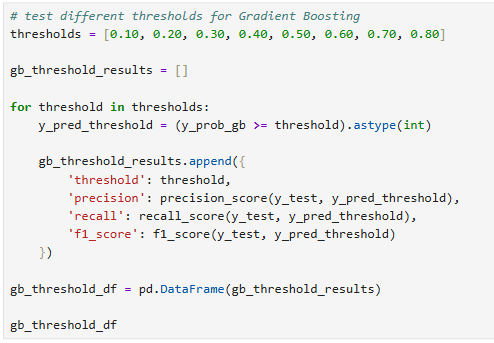 # test different thresholds for Gradient Boosting
thresholds = [0.10, 0.20, 0.30, 0.40, 0.50, 0.60, 0.70, 0.80]

gb_threshold_results = []

for threshold in thresholds:
    y_pred_threshold = (y_prob_gb >= threshold).astype(int)

    gb_threshold_results.append({
        'threshold': threshold,
        'precision': precision_score(y_test, y_pred_threshold),
        'recall': recall_score(y_test, y_pred_threshold),
        'f1_score': f1_score(y_test, y_pred_threshold)
    })

gb_threshold_df = pd.DataFrame(gb_threshold_results)

gb_threshold_df